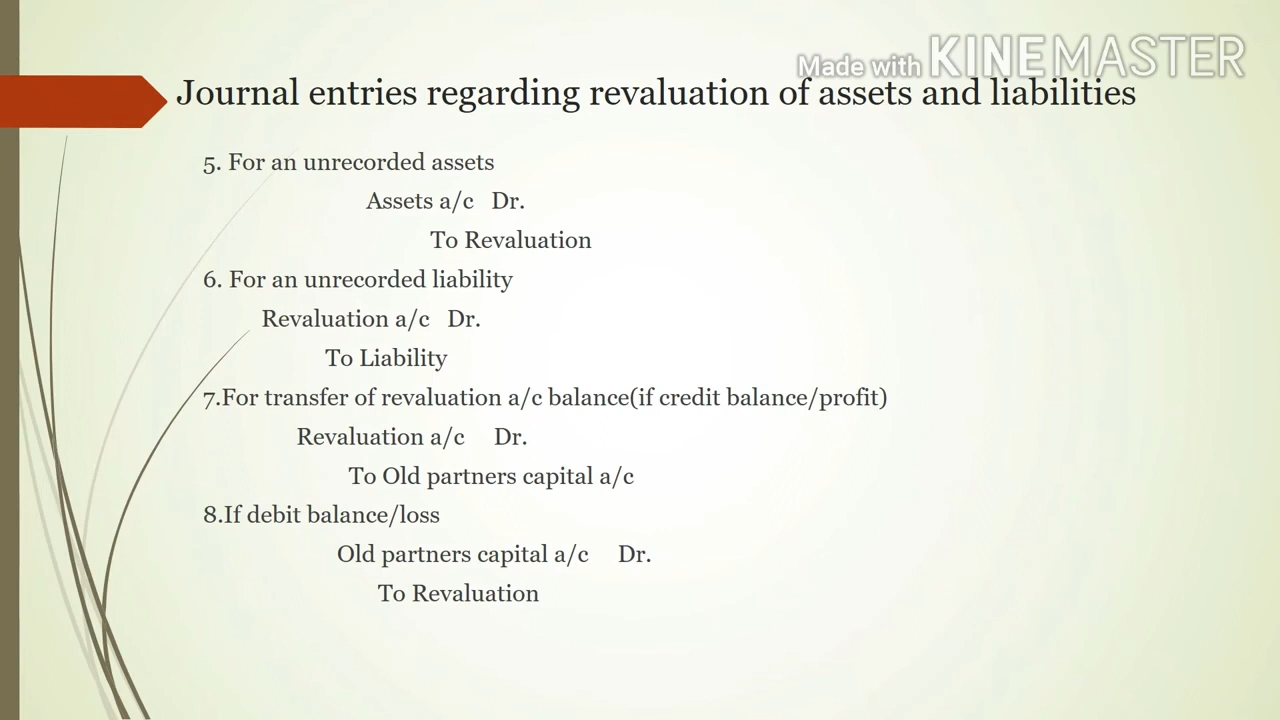 Made with KINEMASTER
Journal entries regarding revaluation of assets and liabilities
5. For an unrecorded assets
Assets a/c Dr.
To Revaluation
6. For an unrecorded liability
Revaluation a/c Dr.
To Liability
7.For transfer of revaluation a/c balance(if credit balance/profit)
Revaluation a/c Dr.
To Old partners capital a/c
8.If debit balance/loss
Old partners capital a/c Dr.
To Revaluation